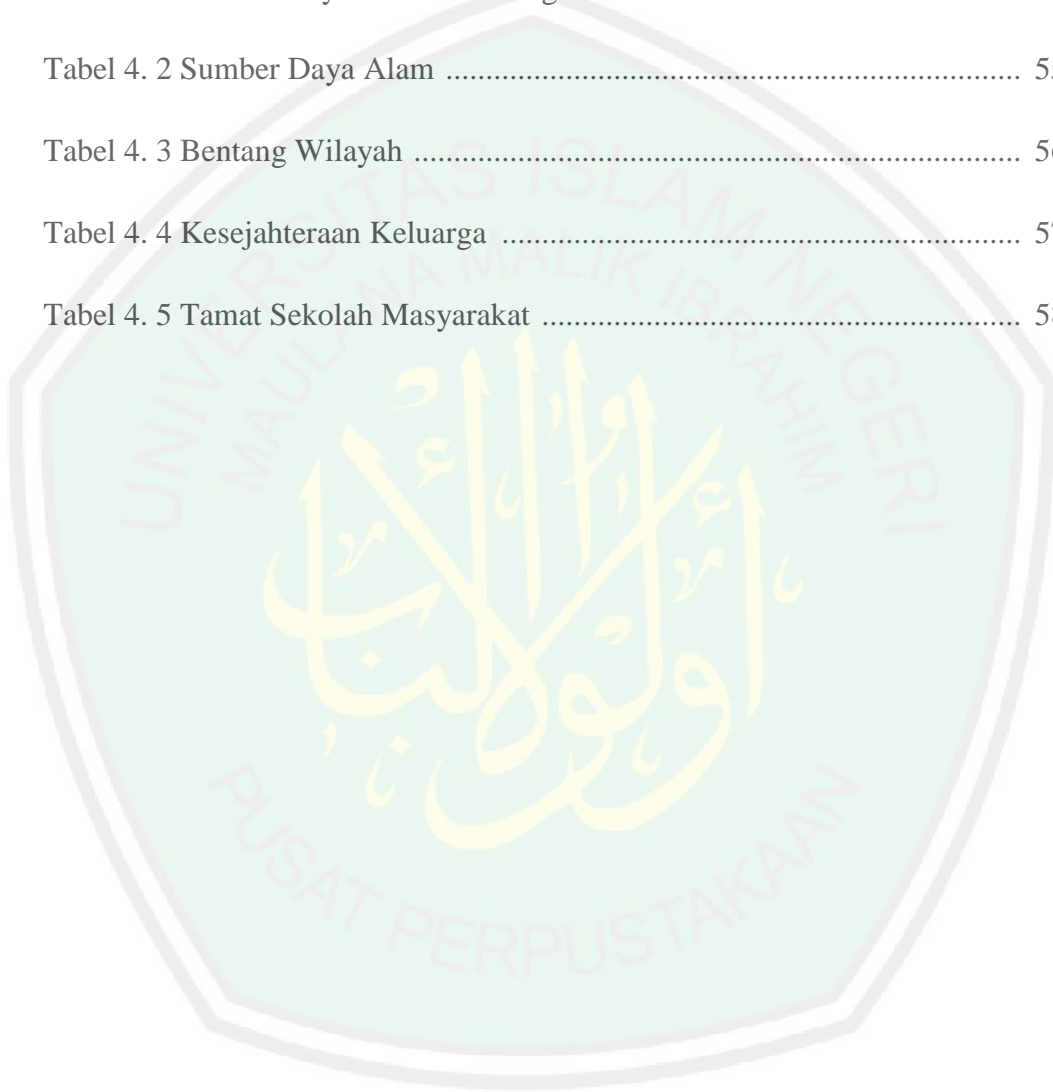 Tabel 4. 2 Sumber Daya Alam ........................................................................ 5
Tabel 4. 3 Bentang Wilayah ............................................................................ 5
Tabel 4. 4 Kesejahteraan Keluarga ................................................................. 5
Tabel 4. 5 Tamat Sekolah Masyarakat ............................................................ 5
UNIVERSITAS ISLAM NEGERI
MAULANA MALIK IBRAHIM
أولوا الألباب
PUSAT PERPUSTAKAAN